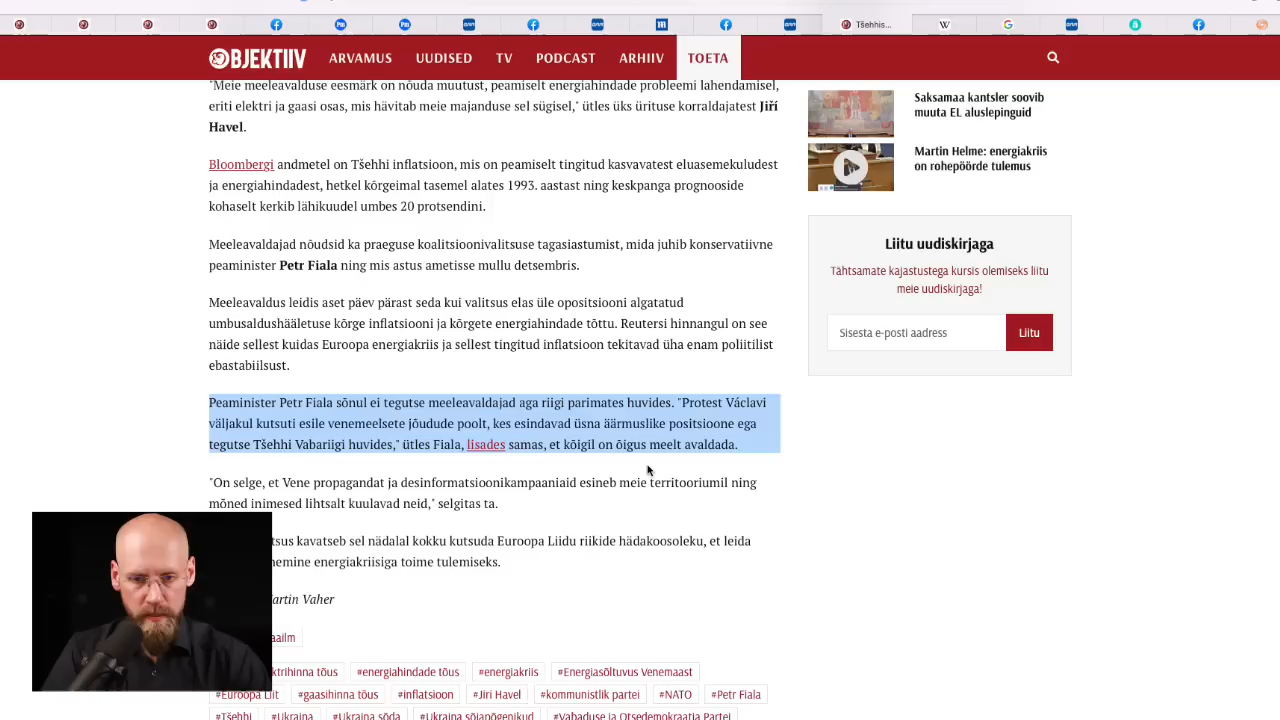 Tšehhis...
OBJEKTIIV ARVAMUS UUDISED TV PODCAST ARHIIV TOETA
"Meie meeleavalduse eesmärk on nõuda muutust, peamiselt energiahindade probleemi lahendamisel,
eriti elektri ja gaasi osas, mis hävitab meie majanduse sel sügisel," ütles üks ürituse korraldajatest Jiří
Havel.
Bloombergi andmetel on Tšehhi inflatsioon, mis on peamiselt tingitud kasvavatest eluasemekuludest
ja energiahindadest, hetkel kõrgeimal tasemel alates 1993. aastast ning keskpanga prognooside
kohaselt kerkib lähikuudel umbes 20 protsendini.
Meeleavaldajad nõudsid ka praeguse koalitsioonivalitsuse tagasiastumist, mida juhib konservatiivne
peaminister Petr Fiala ning mis astus ametisse mullu detsembris.
Meeleavaldus leidis aset päev pärast seda kui valitsus elas üle opositsiooni algatatud
umbusaldushääletuse kõrge inflatsiooni ja kõrgete energiahindade tõttu. Reutersi hinnangul on see
näide sellest kuidas Euroopa energiakriis ja sellest tingitud inflatsioon tekitavad üha enam poliitilist
ebastabiilsust.
Peaminister Petr Fiala sõnul ei tegutse meeleavaldajad aga riigi parimates huvides. "Protest Václavi
väljakul kutsuti esile venemeelsete jõudude poolt, kes esindavad üsna äärmuslike positsioone ega
tegutse Tšehhi Vabariigi huvides," ütles Fiala, lisades samas, et kõigil on õigus meelt avaldada.
"On selge, et Vene propagandat ja desinformatsioonikampaaniaid esineb meie territooriumil ning
mõned inimesed lihtsalt kuulavad neid," selgitas ta.
tsus kavatseb sel nädalal kokku kutsuda Euroopa Liidu riikide hädakoosoleku, et leida
nemine energiakriisiga toime tulemiseks.
artin Vaher
aailm
ktrihinna tõus #energiahindade tõus #energiakriis #Energiasõltuvus Venemaast
#Euroopa Liit #gaasihinna tõus #inflatsioon #Jiri Havel #kommunistlik partei #NATO #Petr Fiala
#Tšehhi #Ukraina #Ukraina sõda #Ukraina sõjapõgenikud #Vabaduse ja Otsedemokraatia Partei
Saksamaa kantsler soovib
muuta EL aluslepinguid
Martin Helme: energiakriis
on rohepöörde tulemus
Liitu uudiskirjaga
Tähtsamate kajastustega kursis olemiseks liitu
meie uudiskirjaga!
Sisesta e-posti aadress Liitu